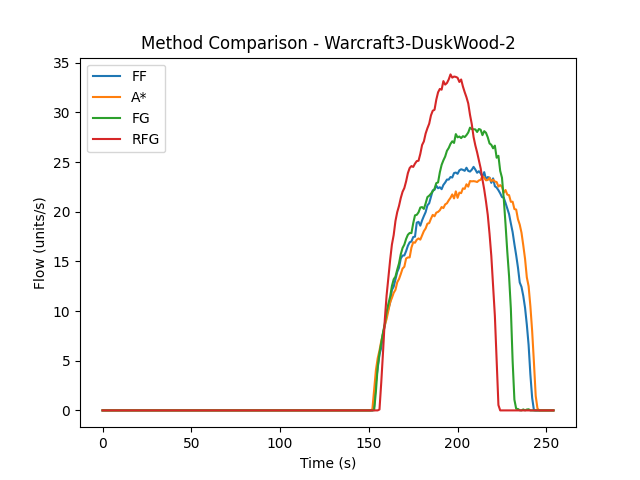 Method Comparison - Warcraft3-DuskWood-2
FF
A*
FG
RFG
Flow (units/s)
35
30
25
20
15
10
5
0
0 50 100 150 200 250
Time (s)